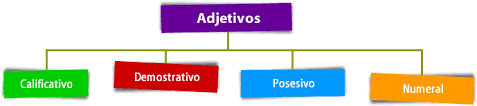 Adjetivos
Calificativo
Demostrativo
Posesivo
Numeral